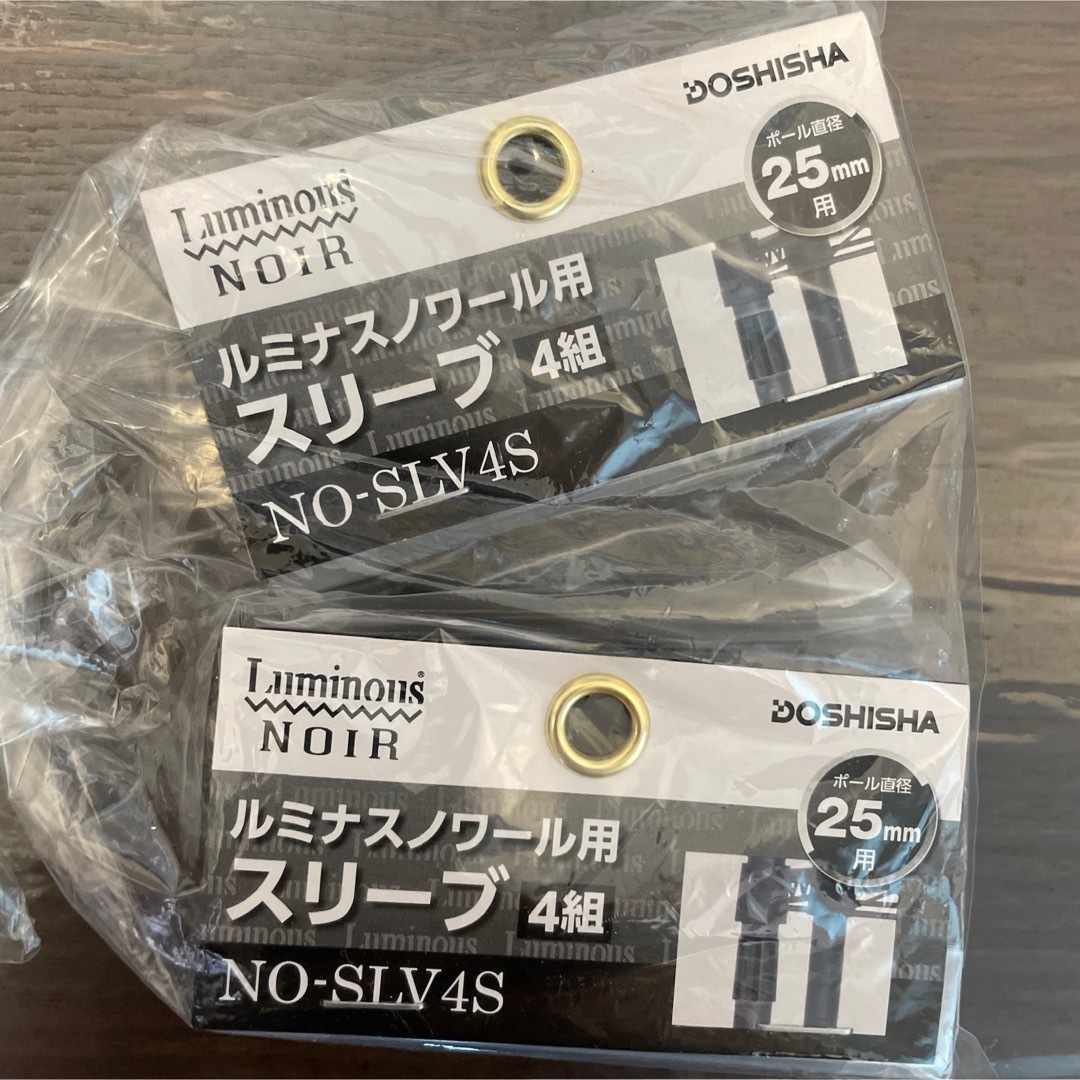 DOSHISHA
ポール直径
25mm
用
Luminous
NOIR
ルミナスノワール用
スリーブ 4組
NO-SLV4S
Luminous®
NOIR
DOSHISHA
ポール直径
25mm
用
ルミナスノワール用
スリーブ 4組
NO-SLV4S